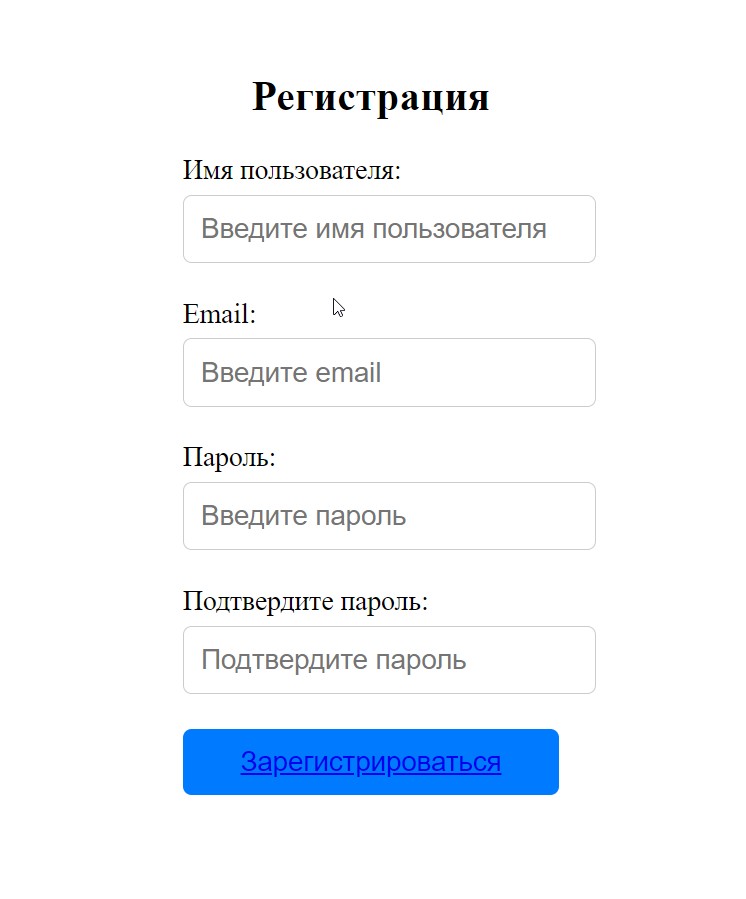 Регистрация
Имя пользователя:
Введите имя пользователя
Email:
Введите email
Пароль:
Введите пароль
Подтвердите пароль:
Подтвердите пароль
Зарегистрироваться